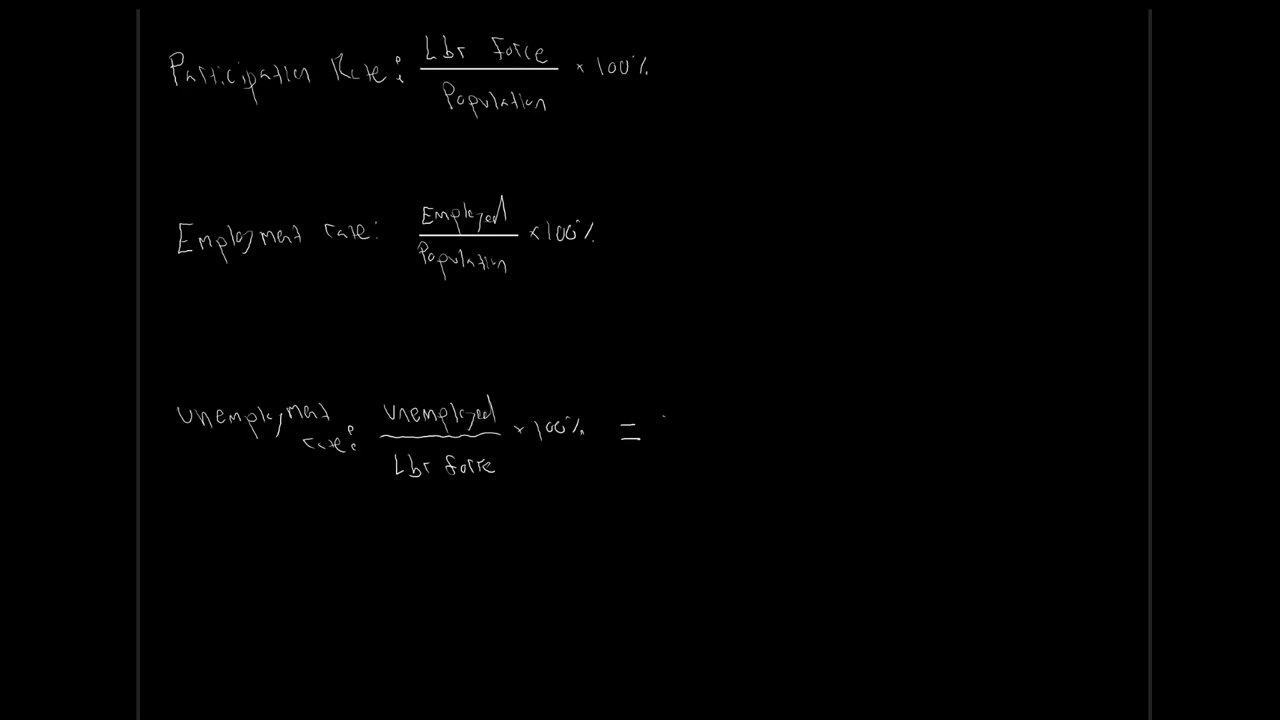 Participation Rate: Lbr Force / Population × 100%
Employment rate: Employed / Population × 100%
Unemployment rate: Unemployed / Lbr force × 100% =